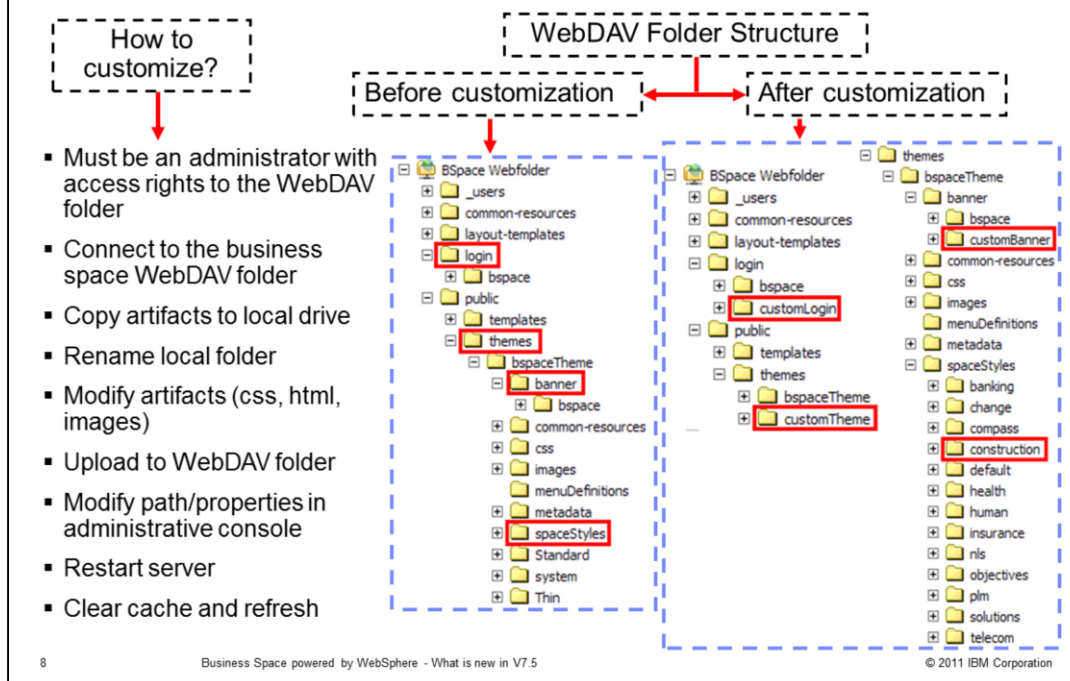 How to
customize?
WebDAV Folder Structure
Before customization
After customization
▪ Must be an administrator with
access rights to the WebDAV
folder
▪ Connect to the business
space WebDAV folder
▪ Copy artifacts to local drive
▪ Rename local folder
▪ Modify artifacts (css, html,
images)
▪ Upload to WebDAV folder
▪ Modify path/properties in
administrative console
▪ Restart server
▪ Clear cache and refresh
BSpace Webfolder
_users
common-resources
layout-templates
login
bspace
public
templates
themes
bspaceTheme
banner
bspace
common-resources
css
images
menuDefinitions
metadata
spaceStyles
Standard
system
Thin
BSpace Webfolder
_users
common-resources
layout-templates
login
bspace
customLogin
public
templates
themes
bspaceTheme
customTheme
themes
bspaceTheme
banner
bspace
customBanner
common-resources
css
images
menuDefinitions
metadata
spaceStyles
banking
change
compass
construction
default
health
human
insurance
nls
objectives
plm
solutions
telecom
8
Business Space powered by WebSphere - What is new in V7.5
© 2011 IBM Corporation